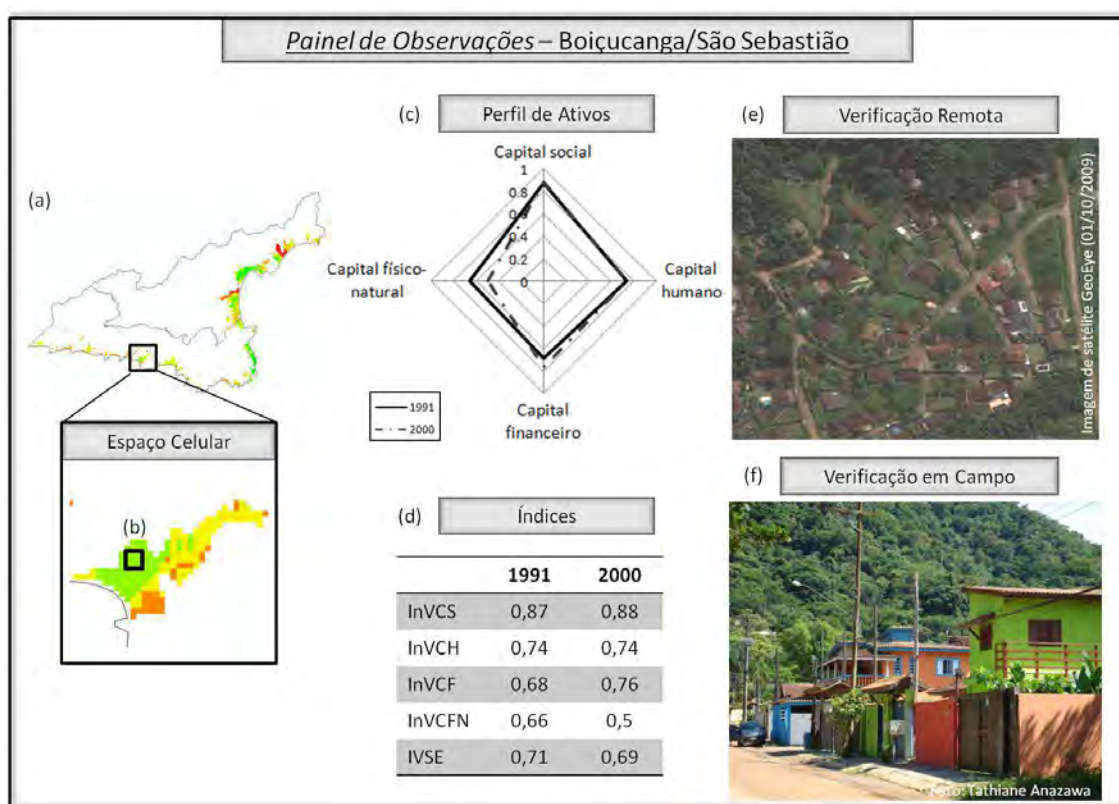 Painel de Observações – Boiçucanga/São Sebastião
(a)
Espaço Celular
(b)
(c)
Perfil de Ativos
Capital social
1
0.8
0.6
0.4
0.2
0
Capital físico-
natural
Capital
humano
Capital
financeiro
1991
2000
(d)
Índices
1991 2000
InVCS 0,87 0,88
InVCH 0,74 0,74
InVCF 0,68 0,76
InVCFN 0,66 0,5
IVSE 0,71 0,69
(e)
Verificação Remota
Imagem de satélite GeoEye (01/10/2009)
(f)
Verificação em Campo
Foto: Tathiane Anazawa